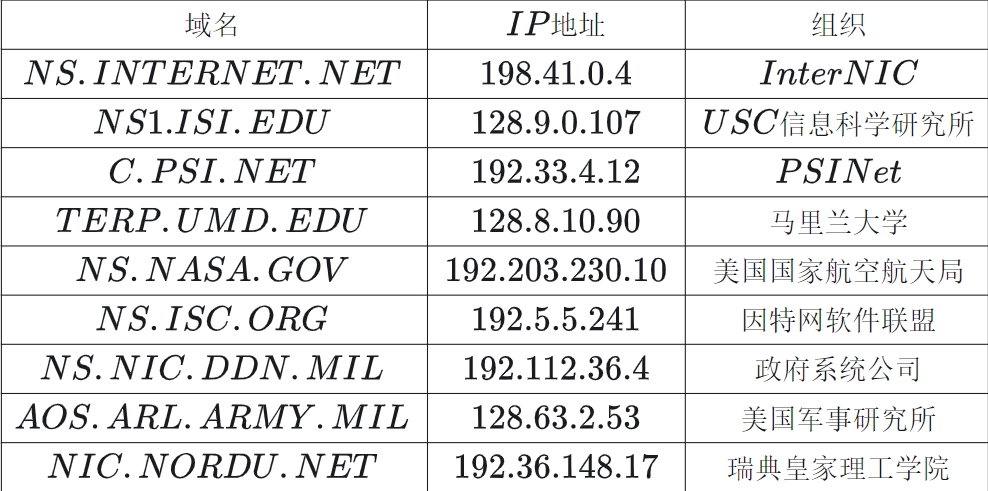 域名 IP地址 组织
NS.INTERNET.NET 198.41.0.4 InterNIC
NS1.ISI.EDU 128.9.0.107 USC信息科学研究所
C.PSI.NET 192.33.4.12 PSINet
TERP.UMD.EDU 128.8.10.90 马里兰大学
NS.NASA.GOV 192.203.230.10 美国国家航空航天局
NS.ISC.ORG 192.5.5.241 因特网软件联盟
NS.NIC.DDN.MIL 192.112.36.4 政府系统公司
AOS.ARL.ARMY.MIL 128.63.2.53 美国军事研究所
NIC.NORDU.NET 192.36.148.17 瑞典皇家理工学院